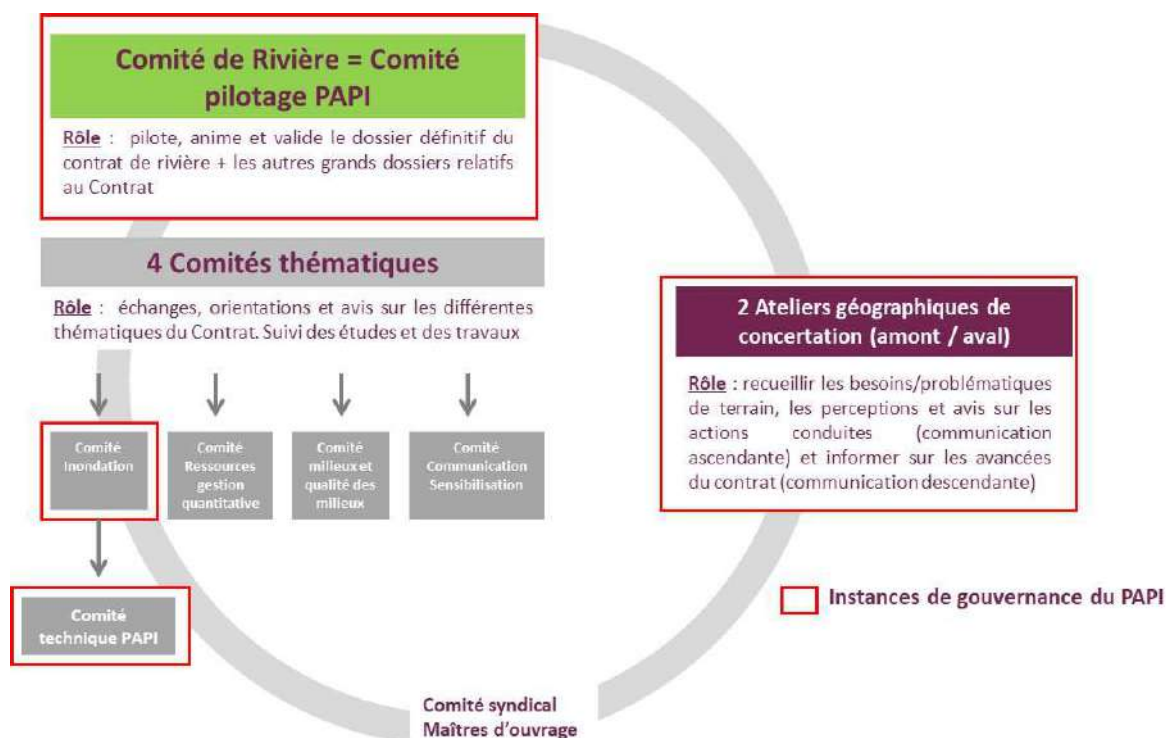 Comité de Rivière = Comité
pilotage PAPI
Rôle : pilote, anime et valide le dossier définitif du
contrat de rivière + les autres grands dossiers relatifs
au Contrat
4 Comités thématiques
Rôle : échanges, orientations et avis sur les différentes
thématiques du Contrat. Suivi des études et des travaux
Comité
Inondation
Comité
Ressources
gestion
quantitative
Comité
milieux et
qualité des
milieux
Comité
Communication
Sensibilisation
Comité
technique PAPI
2 Ateliers géographiques de
concertation (amont / aval)
Rôle : recueillir les besoins/problématiques
de terrain, les perceptions et avis sur les
actions conduites (communication
ascendante) et informer sur les avancées
du contrat (communication descendante)
Instances de gouvernance du PAPI
Comité syndical
Maîtres d'ouvrage